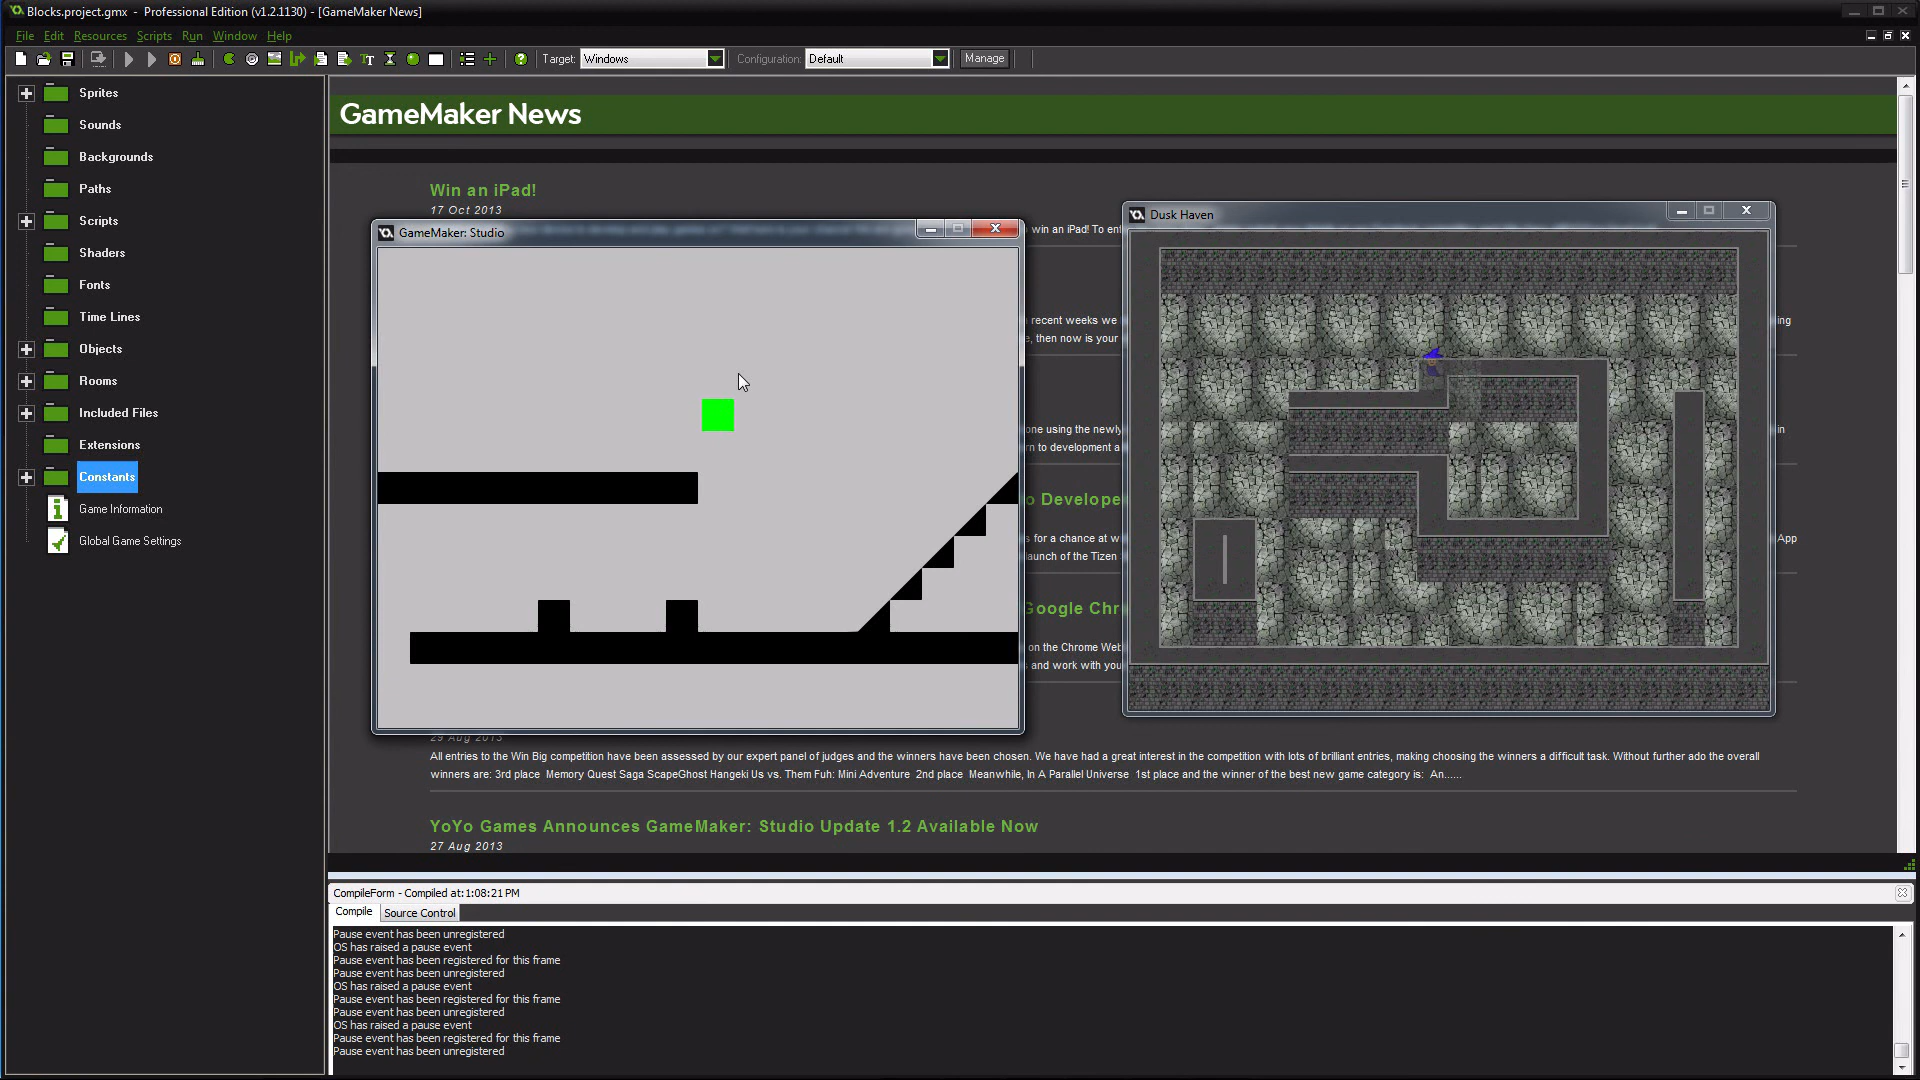 Blocks.project.gmx - Professional Edition (v1.2.1130) - [GameMaker News]
File Edit Resources Scripts Run Window Help
Target: Windows Configuration: Default Manage
Sprites
Sounds
Backgrounds
Paths
Scripts
Shaders
Fonts
Time Lines
Objects
Rooms
Included Files
Extensions
Constants
Game Information
Global Game Settings
GameMaker News
Win an iPad!
17 Oct 2013
win an iPad! To ent
GameMaker: Studio
Dusk Haven
recent weeks we
ing
, then now is your
one using the newly
in
rn to development a
o Develope
s for a chance at w
App
launch of the Tizen
Google Chr
on the Chrome Web
s and work with you
29 Aug 2013
All entries to the Win Big competition have been assessed by our expert panel of judges and the winners have been chosen. We have had a great interest in the competition with lots of brilliant entries, making choosing the winners a difficult task. Without further ado the overall
winners are: 3rd place Memory Quest Saga ScapeGhost Hangeki Us vs. Them Fuh: Mini Adventure 2nd place Meanwhile, In A Parallel Universe 1st place and the winner of the best new game category is: An......
YoYo Games Announces GameMaker: Studio Update 1.2 Available Now
27 Aug 2013
CompileForm - Compiled at:1:08:21 PM
Compile Source Control
Pause event has been unregistered
OS has raised a pause event
Pause event has been registered for this frame
Pause event has been unregistered
OS has raised a pause event
Pause event has been registered for this frame
Pause event has been unregistered
OS has raised a pause event
Pause event has been registered for this frame
Pause event has been unregistered